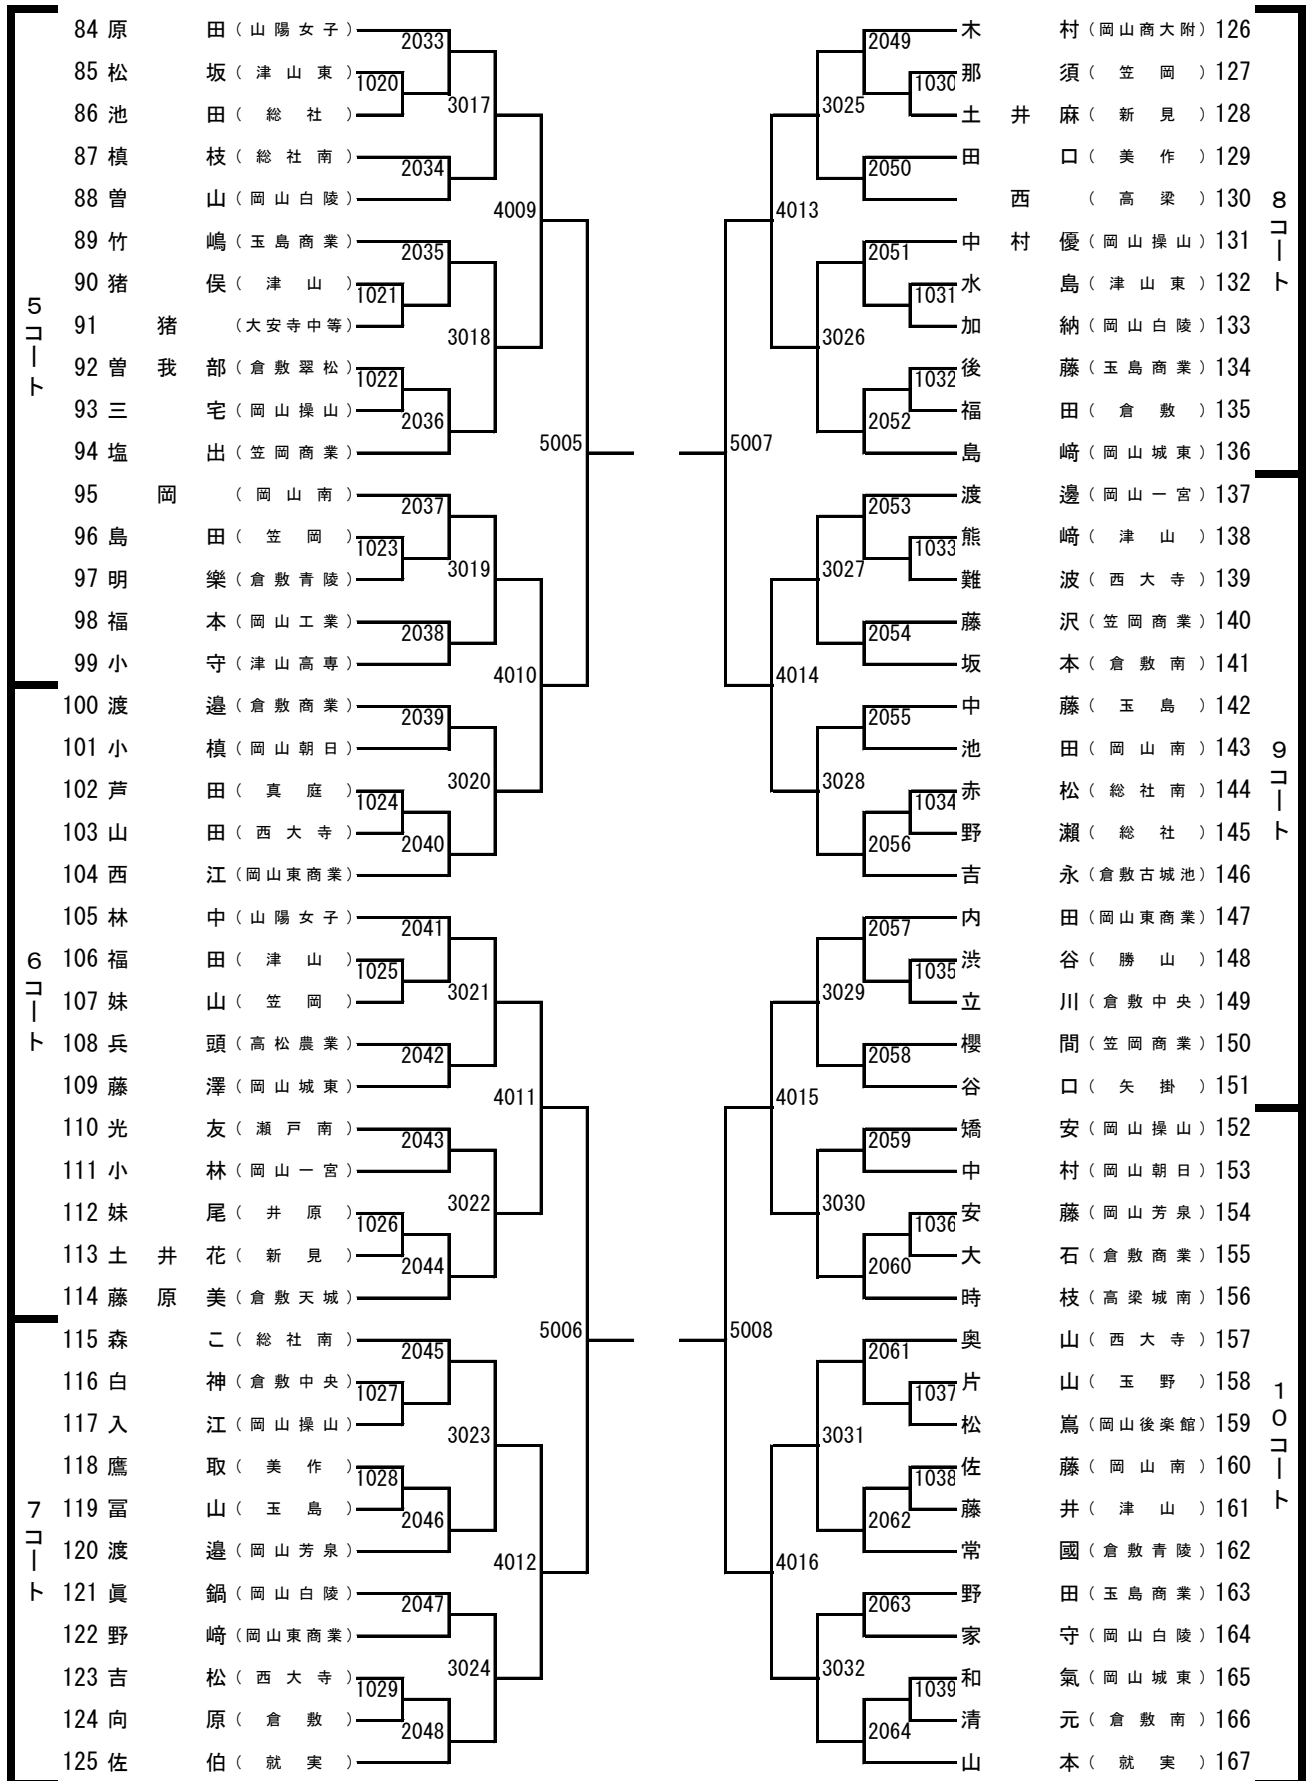 5コート
84 原田 (山陽女子)
85 松坂 (津山東)
86 池田 (総社)
87 槙枝 (総社南)
88 曽山 (岡山白陵)
89 竹嶋 (玉島商業)
90 猪俣 (津山)
91 猪 (大安寺中等)
92 曽我部 (倉敷翠松)
93 三宅 (岡山操山)
94 塩出 (笠岡商業)
95 岡 (岡山南)
96 島田 (笠岡)
97 明樂 (倉敷青陵)
98 福本 (岡山工業)
99 小守 (津山高専)
6コート
100 渡邉 (倉敷商業)
101 小槙 (岡山朝日)
102 芦田 (真庭)
103 山田 (西大寺)
104 西江 (岡山東商業)
105 林中 (山陽女子)
106 福田 (津山)
107 妹山 (笠岡)
108 兵頭 (高松農業)
109 藤澤 (岡山城東)
110 光友 (瀬戸南)
111 小林 (岡山一宮)
112 妹尾 (井原)
113 土井花 (新見)
114 藤原美 (倉敷天城)
7コート
115 森こ (総社南)
116 白神 (倉敷中央)
117 入江 (岡山操山)
118 鷹取 (美作)
119 冨山 (玉島)
120 渡邉 (岡山芳泉)
121 眞鍋 (岡山白陵)
122 野﨑 (岡山東商業)
123 吉松 (西大寺)
124 向原 (倉敷)
125 佐伯 (就実)
1020
1021
1022
1023
1024
1025
1026
1027
1028
1029
2033
2034
2035
2036
2037
2038
2039
2040
2041
2042
2043
2044
2045
2046
2047
2048
3017
3018
3019
3020
3021
3022
3023
3024
4009
4010
4011
4012
5005
5006
5007
5008
4013
4014
4015
4016
3025
3026
3027
3028
3029
3030
3031
3032
2049
2050
2051
2052
2053
2054
2055
2056
2057
2058
2059
2060
2061
2062
2063
2064
1030
1031
1032
1033
1034
1035
1036
1037
1038
1039
8コート
木村 (岡山商大附) 126
那須 (笠岡) 127
土井麻 (新見) 128
田口 (美作) 129
西 (高梁) 130
中村優 (岡山操山) 131
水島 (津山東) 132
加納 (岡山白陵) 133
後藤 (玉島商業) 134
福田 (倉敷) 135
島﨑 (岡山城東) 136
9コート
渡邊 (岡山一宮) 137
熊﨑 (津山) 138
難波 (西大寺) 139
藤沢 (笠岡商業) 140
坂本 (倉敷南) 141
中藤 (玉島) 142
池田 (岡山南) 143
赤松 (総社南) 144
野瀬 (総社) 145
吉永 (倉敷古城池) 146
内田 (岡山東商業) 147
渋谷 (勝山) 148
立川 (倉敷中央) 149
櫻間 (笠岡商業) 150
谷口 (矢掛) 151
10コート
矯安 (岡山操山) 152
中村 (岡山朝日) 153
安藤 (岡山芳泉) 154
大石 (倉敷商業) 155
時枝 (高梁城南) 156
奥山 (西大寺) 157
片山 (玉野) 158
松嶌 (岡山後楽館) 159
佐藤 (岡山南) 160
藤井 (津山) 161
常國 (倉敷青陵) 162
野田 (玉島商業) 163
家守 (岡山白陵) 164
和氣 (岡山城東) 165
清元 (倉敷南) 166
山本 (就実) 167